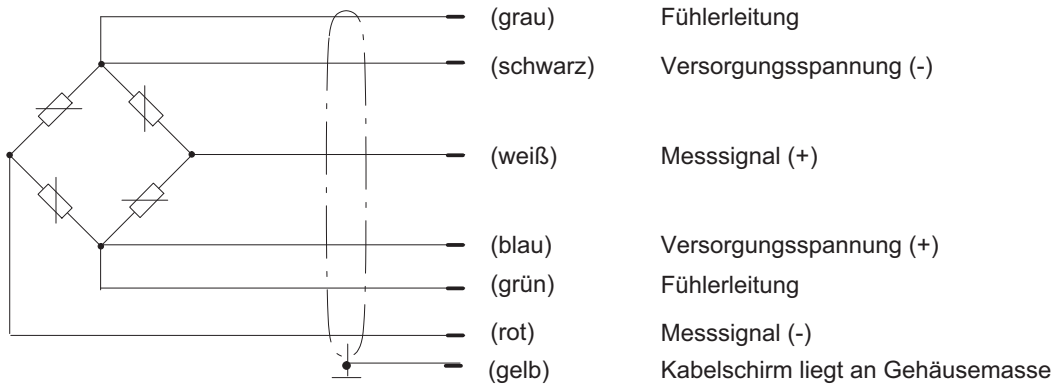 (grau) Fühlerleitung
(schwarz) Versorgungsspannung (-)
(weiß) Messsignal (+)
(blau) Versorgungsspannung (+)
(grün) Fühlerleitung
(rot) Messsignal (-)
(gelb) Kabelschirm liegt an Gehäusemasse